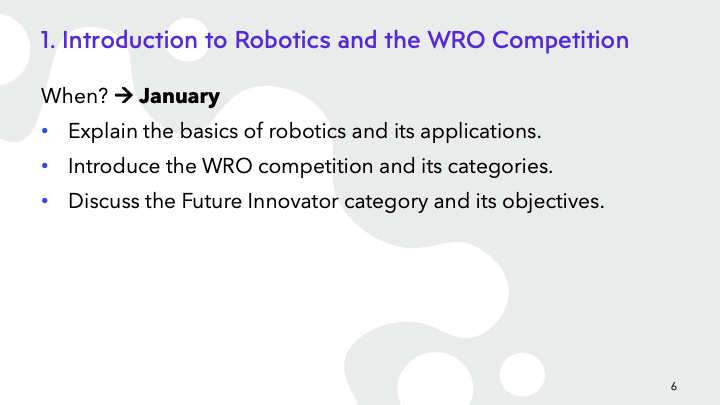 1. Introduction to Robotics and the WRO Competition
When? → January
• Explain the basics of robotics and its applications.
• Introduce the WRO competition and its categories.
• Discuss the Future Innovator category and its objectives.
6